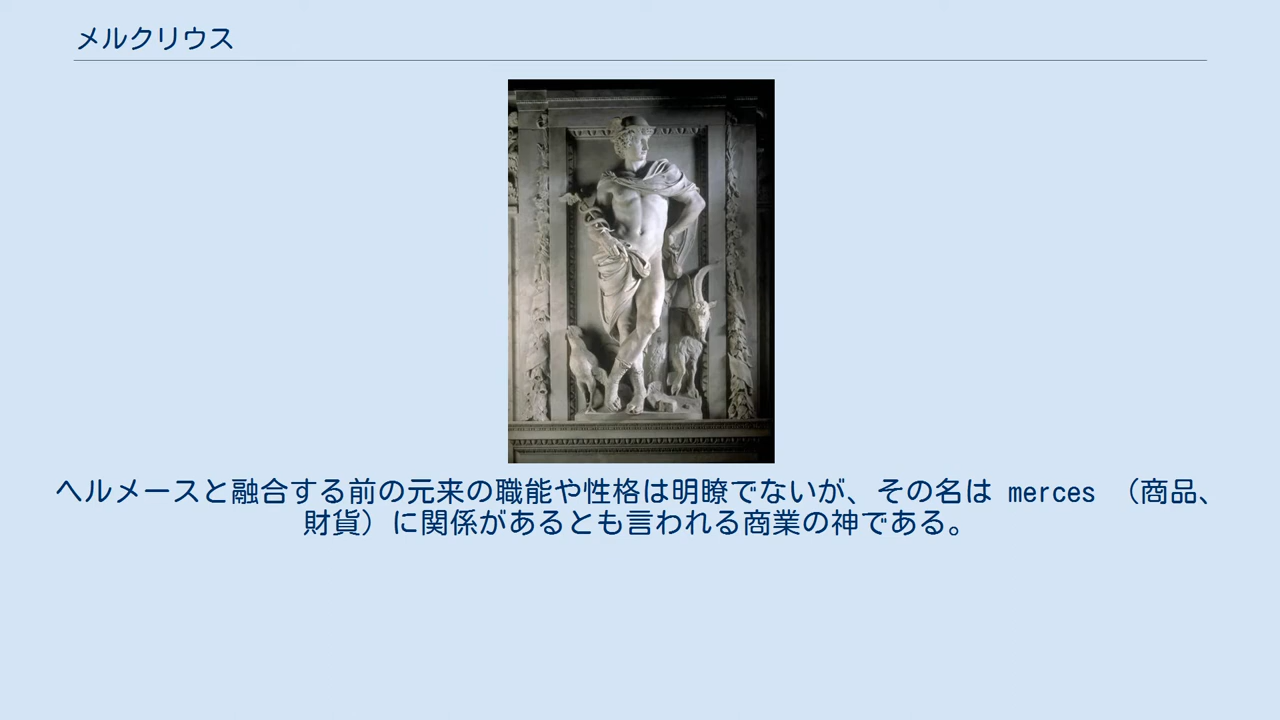 メルクリウス
ヘルメースと融合する前の元来の職能や性格は明瞭でないが、その名は merces （商品、
財貨）に関係があるとも言われる商業の神である。